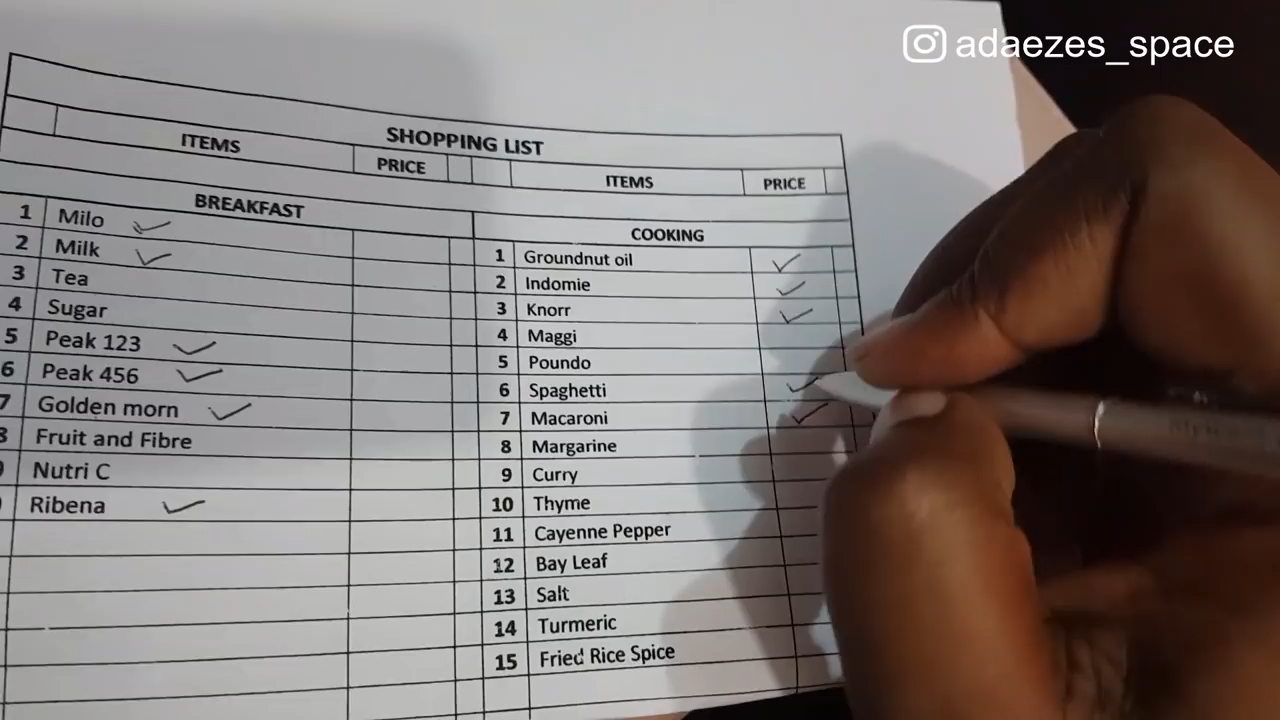 adaezes_space
SHOPPING LIST
ITEMS PRICE
BREAKFAST
1 Milo
2 Milk
3 Tea
4 Sugar
5 Peak 123
6 Peak 456
7 Golden morn
8 Fruit and Fibre
Nutri C
Ribena
ITEMS PRICE
COOKING
1 Groundnut oil
2 Indomie
3 Knorr
4 Maggi
5 Poundo
6 Spaghetti
7 Macaroni
8 Margarine
9 Curry
10 Thyme
11 Cayenne Pepper
12 Bay Leaf
13 Salt
14 Turmeric
15 Fried Rice Spice